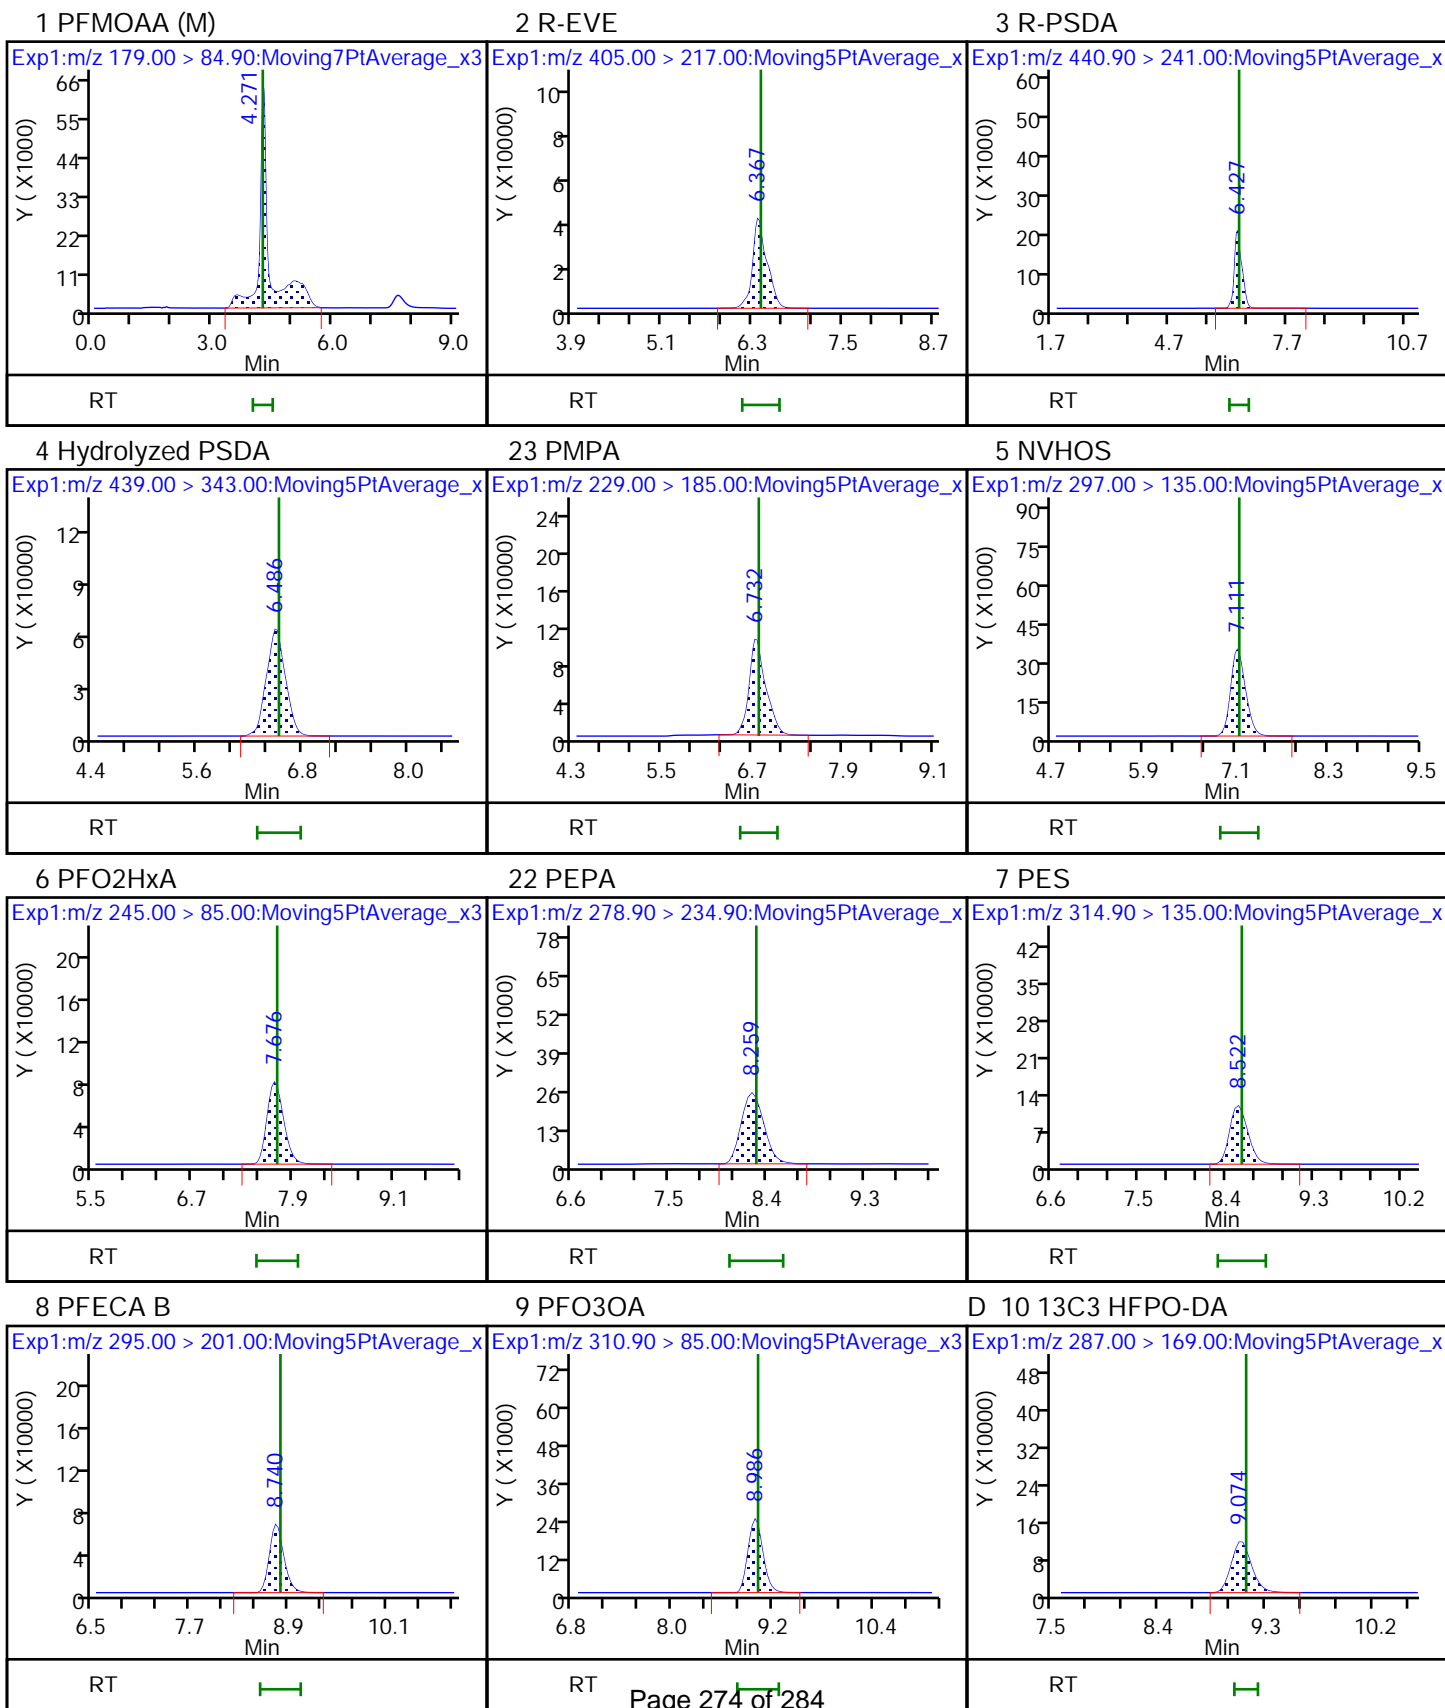 1 PFMOAA (M)
2 R-EVE
3 R-PSDA
Exp1:m/z 179.00 > 84.90:Moving7PtAverage_x3
Exp1:m/z 405.00 > 217.00:Moving5PtAverage_x
Exp1:m/z 440.90 > 241.00:Moving5PtAverage_x
Y ( X1000)
66
55
44
33
22
11
0
4.271
0.0 3.0 6.0 9.0
Min
RT
Y ( X10000)
10
8
6
4
2
0
6.367
3.9 5.1 6.3 7.5 8.7
Min
RT
Y ( X1000)
60
50
40
30
20
10
0
6.427
1.7 4.7 7.7 10.7
Min
RT
4 Hydrolyzed PSDA
23 PMPA
5 NVHOS
Exp1:m/z 439.00 > 343.00:Moving5PtAverage_x
Exp1:m/z 229.00 > 185.00:Moving5PtAverage_x
Exp1:m/z 297.00 > 135.00:Moving5PtAverage_x
Y ( X10000)
12
9
6
3
0
6.486
4.4 5.6 6.8 8.0
Min
RT
Y ( X10000)
24
20
16
12
8
4
0
6.732
4.3 5.5 6.7 7.9 9.1
Min
RT
Y ( X1000)
90
75
60
45
30
15
0
7.111
4.7 5.9 7.1 8.3 9.5
Min
RT
6 PFO2HxA
22 PEPA
7 PES
Exp1:m/z 245.00 > 85.00:Moving5PtAverage_x3
Exp1:m/z 278.90 > 234.90:Moving5PtAverage_x
Exp1:m/z 314.90 > 135.00:Moving5PtAverage_x
Y ( X10000)
20
16
12
8
4
0
7.676
5.5 6.7 7.9 9.1
Min
RT
Y ( X1000)
78
65
52
39
26
13
0
8.259
6.6 7.5 8.4 9.3
Min
RT
Y ( X10000)
42
35
28
21
14
7
0
8.522
6.6 7.5 8.4 9.3 10.2
Min
RT
8 PFECA B
9 PFO3OA
D 10 13C3 HFPO-DA
Exp1:m/z 295.00 > 201.00:Moving5PtAverage_x
Exp1:m/z 310.90 > 85.00:Moving5PtAverage_x3
Exp1:m/z 287.00 > 169.00:Moving5PtAverage_x
Y ( X10000)
20
16
12
8
4
0
8.740
6.5 7.7 8.9 10.1
Min
RT
Y ( X1000)
72
60
48
36
24
12
0
8.986
6.8 8.0 9.2 10.4
Min
RT
Y ( X10000)
48
40
32
24
16
8
0
9.074
7.5 8.4 9.3 10.2
Min
RT
Page 274 of 284